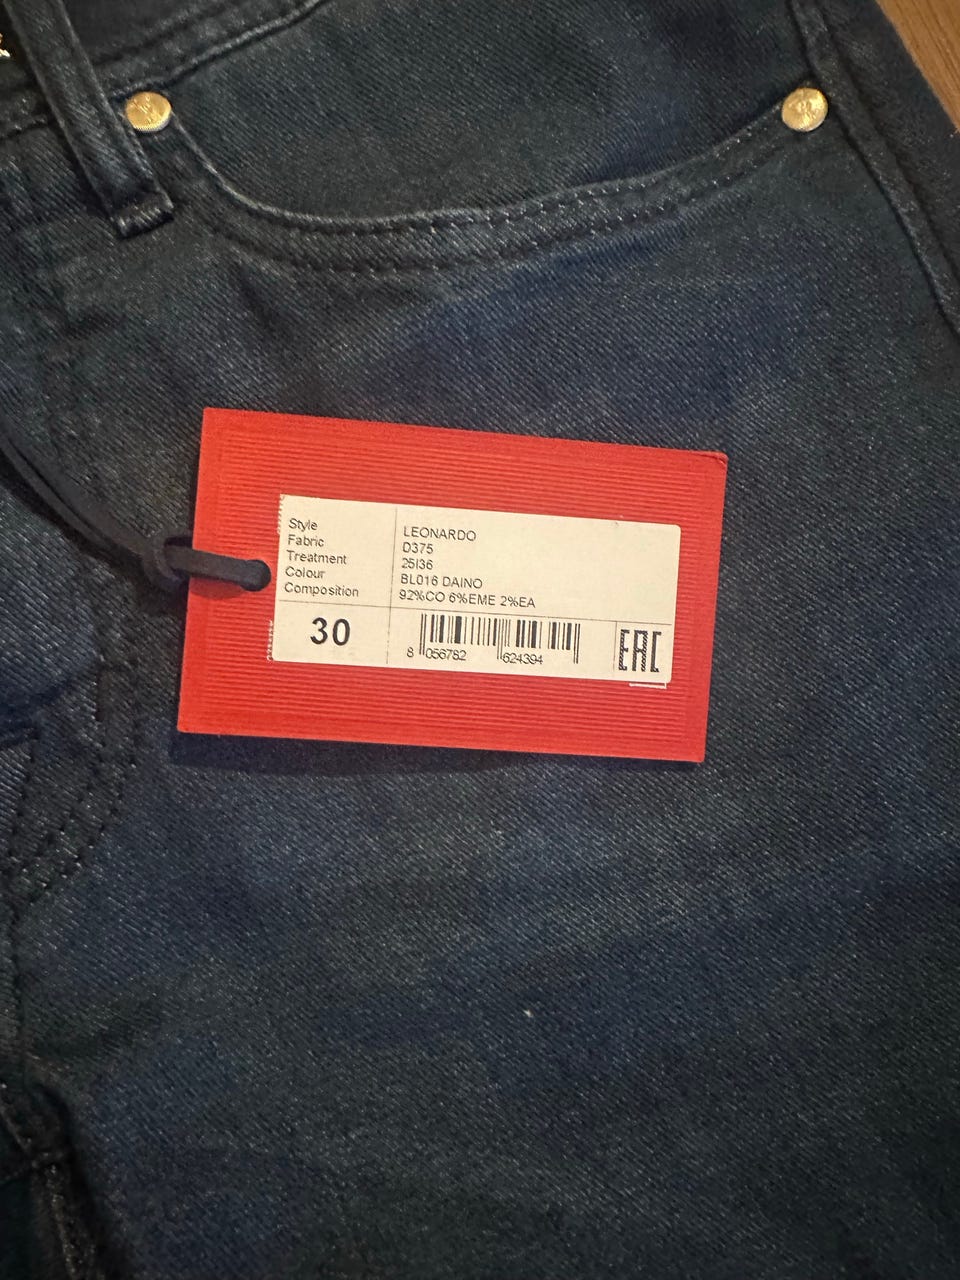 Style LEONARDO
Fabric D375
Treatment 25I36
Colour BL016 DAINO
Composition 92%CO 6%EME 2%EA
30
8 056782 624394
EAC